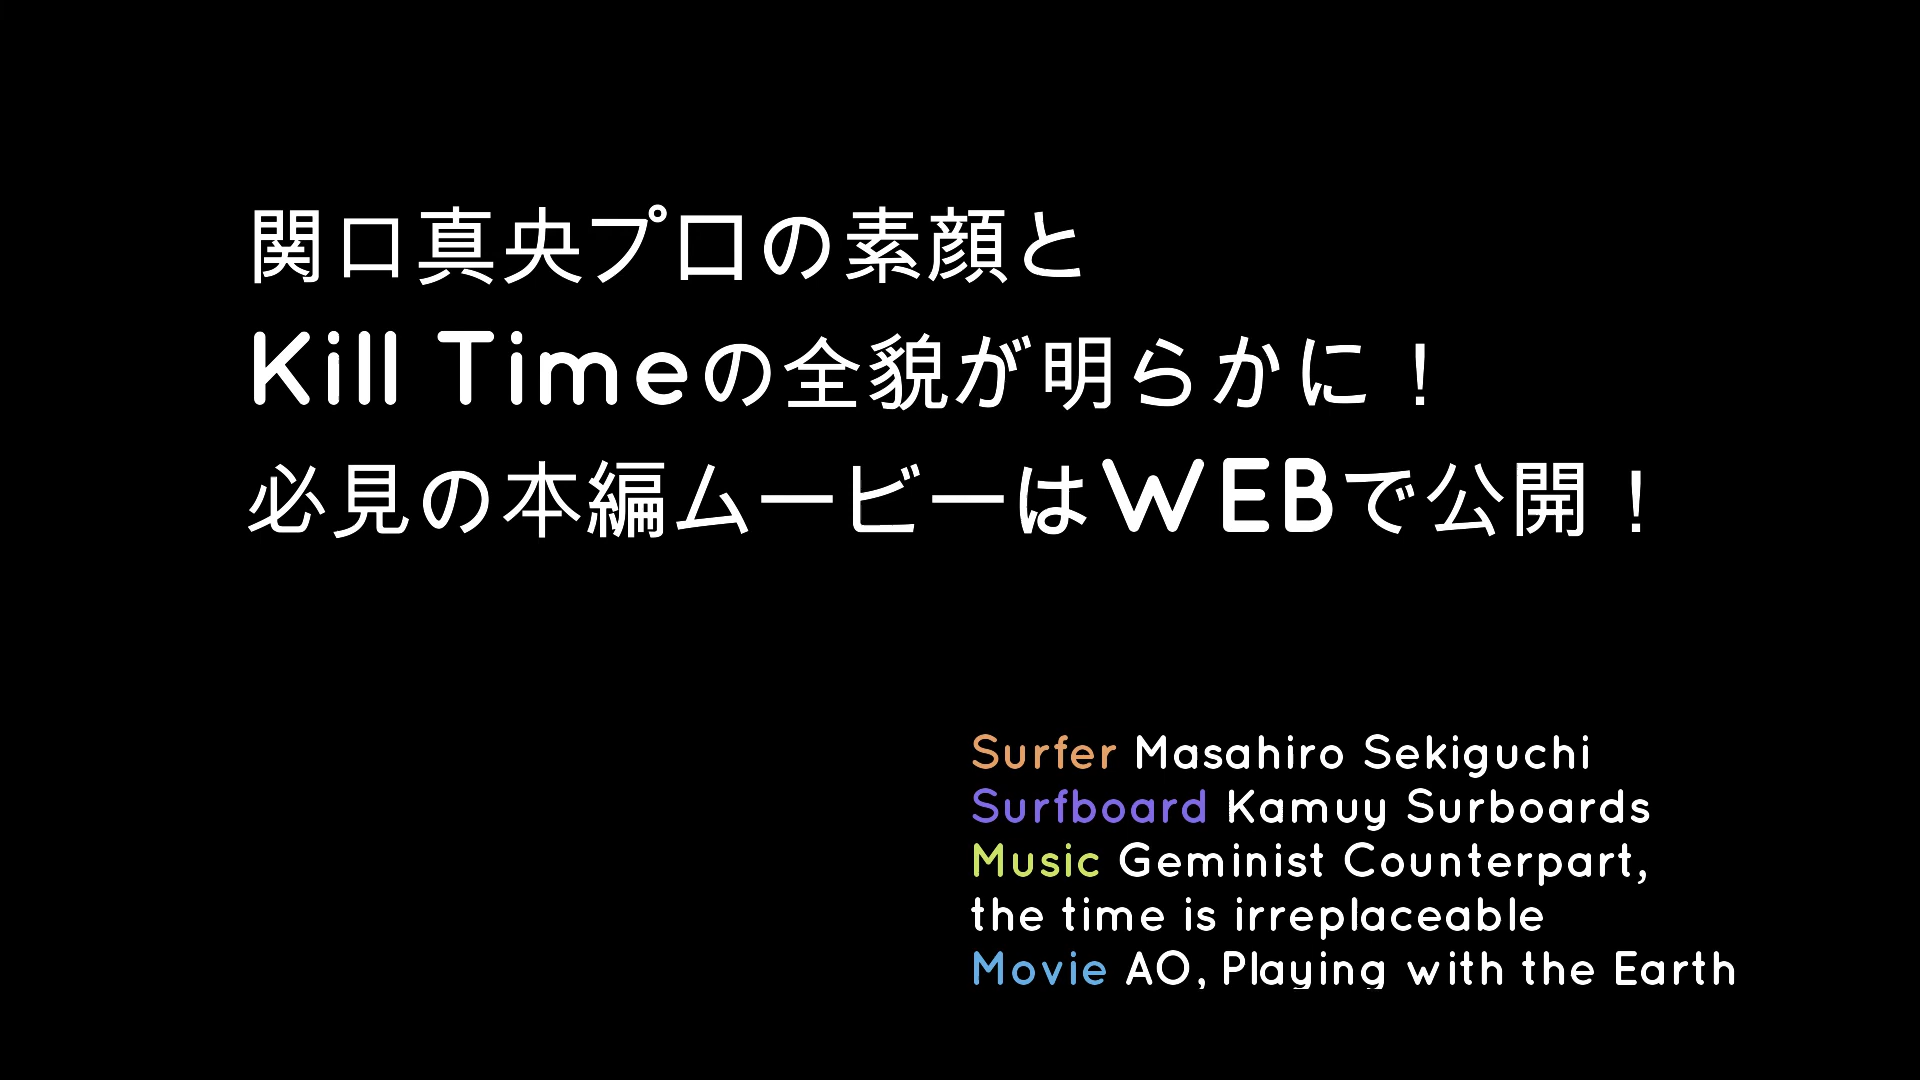 関口真央プロの素顔と
Kill Timeの全貌が明らかに！
必見の本編ムービーはWEBで公開！
Surfer Masahiro Sekiguchi
Surfboard Kamuy Surboards
Music Geminist Counterpart,
the time is irreplaceable
Movie AO, Playing with the Earth